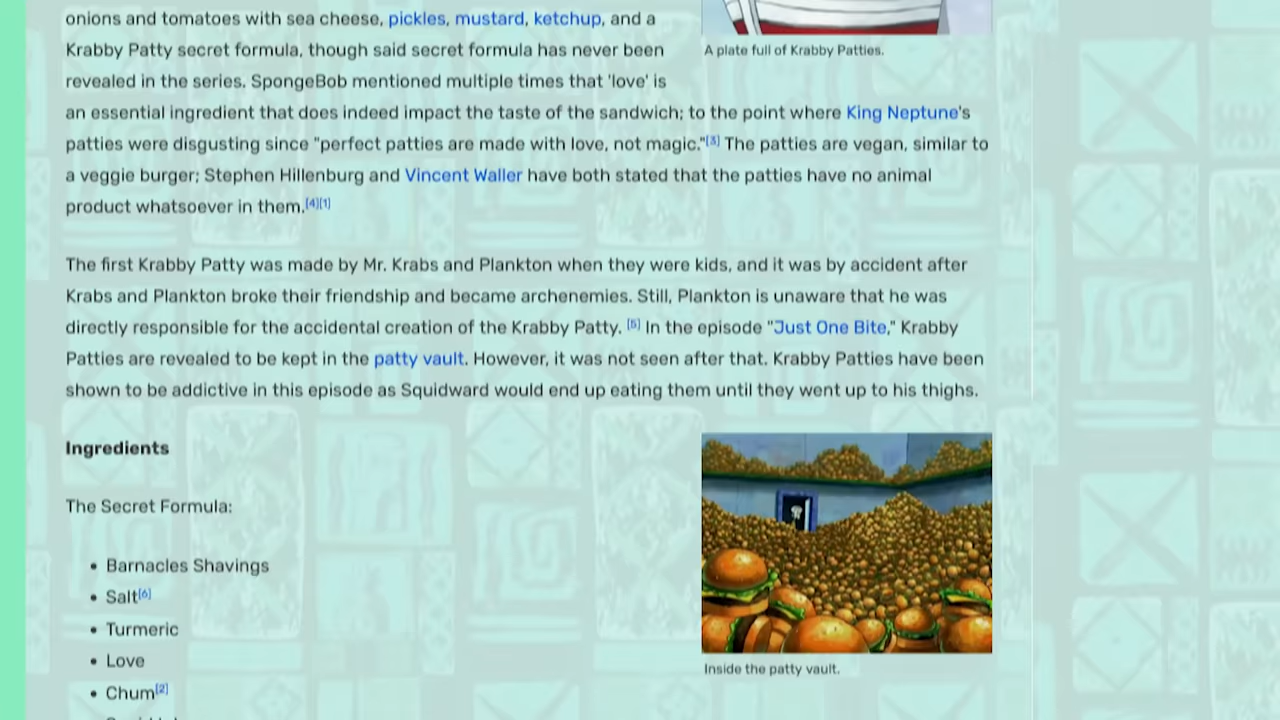 onions and tomatoes with sea cheese, pickles, mustard, ketchup, and a
Krabby Patty secret formula, though said secret formula has never been
revealed in the series. SpongeBob mentioned multiple times that 'love' is
an essential ingredient that does indeed impact the taste of the sandwich; to the point where King Neptune's
patties were disgusting since "perfect patties are made with love, not magic."[3] The patties are vegan, similar to
a veggie burger; Stephen Hillenburg and Vincent Waller have both stated that the patties have no animal
product whatsoever in them.[4][1]
A plate full of Krabby Patties.
The first Krabby Patty was made by Mr. Krabs and Plankton when they were kids, and it was by accident after
Krabs and Plankton broke their friendship and became archenemies. Still, Plankton is unaware that he was
directly responsible for the accidental creation of the Krabby Patty. [5] In the episode "Just One Bite," Krabby
Patties are revealed to be kept in the patty vault. However, it was not seen after that. Krabby Patties have been
shown to be addictive in this episode as Squidward would end up eating them until they went up to his thighs.
Ingredients
The Secret Formula:
• Barnacles Shavings
• Salt[6]
• Turmeric
• Love
• Chum[2]
Inside the patty vault.